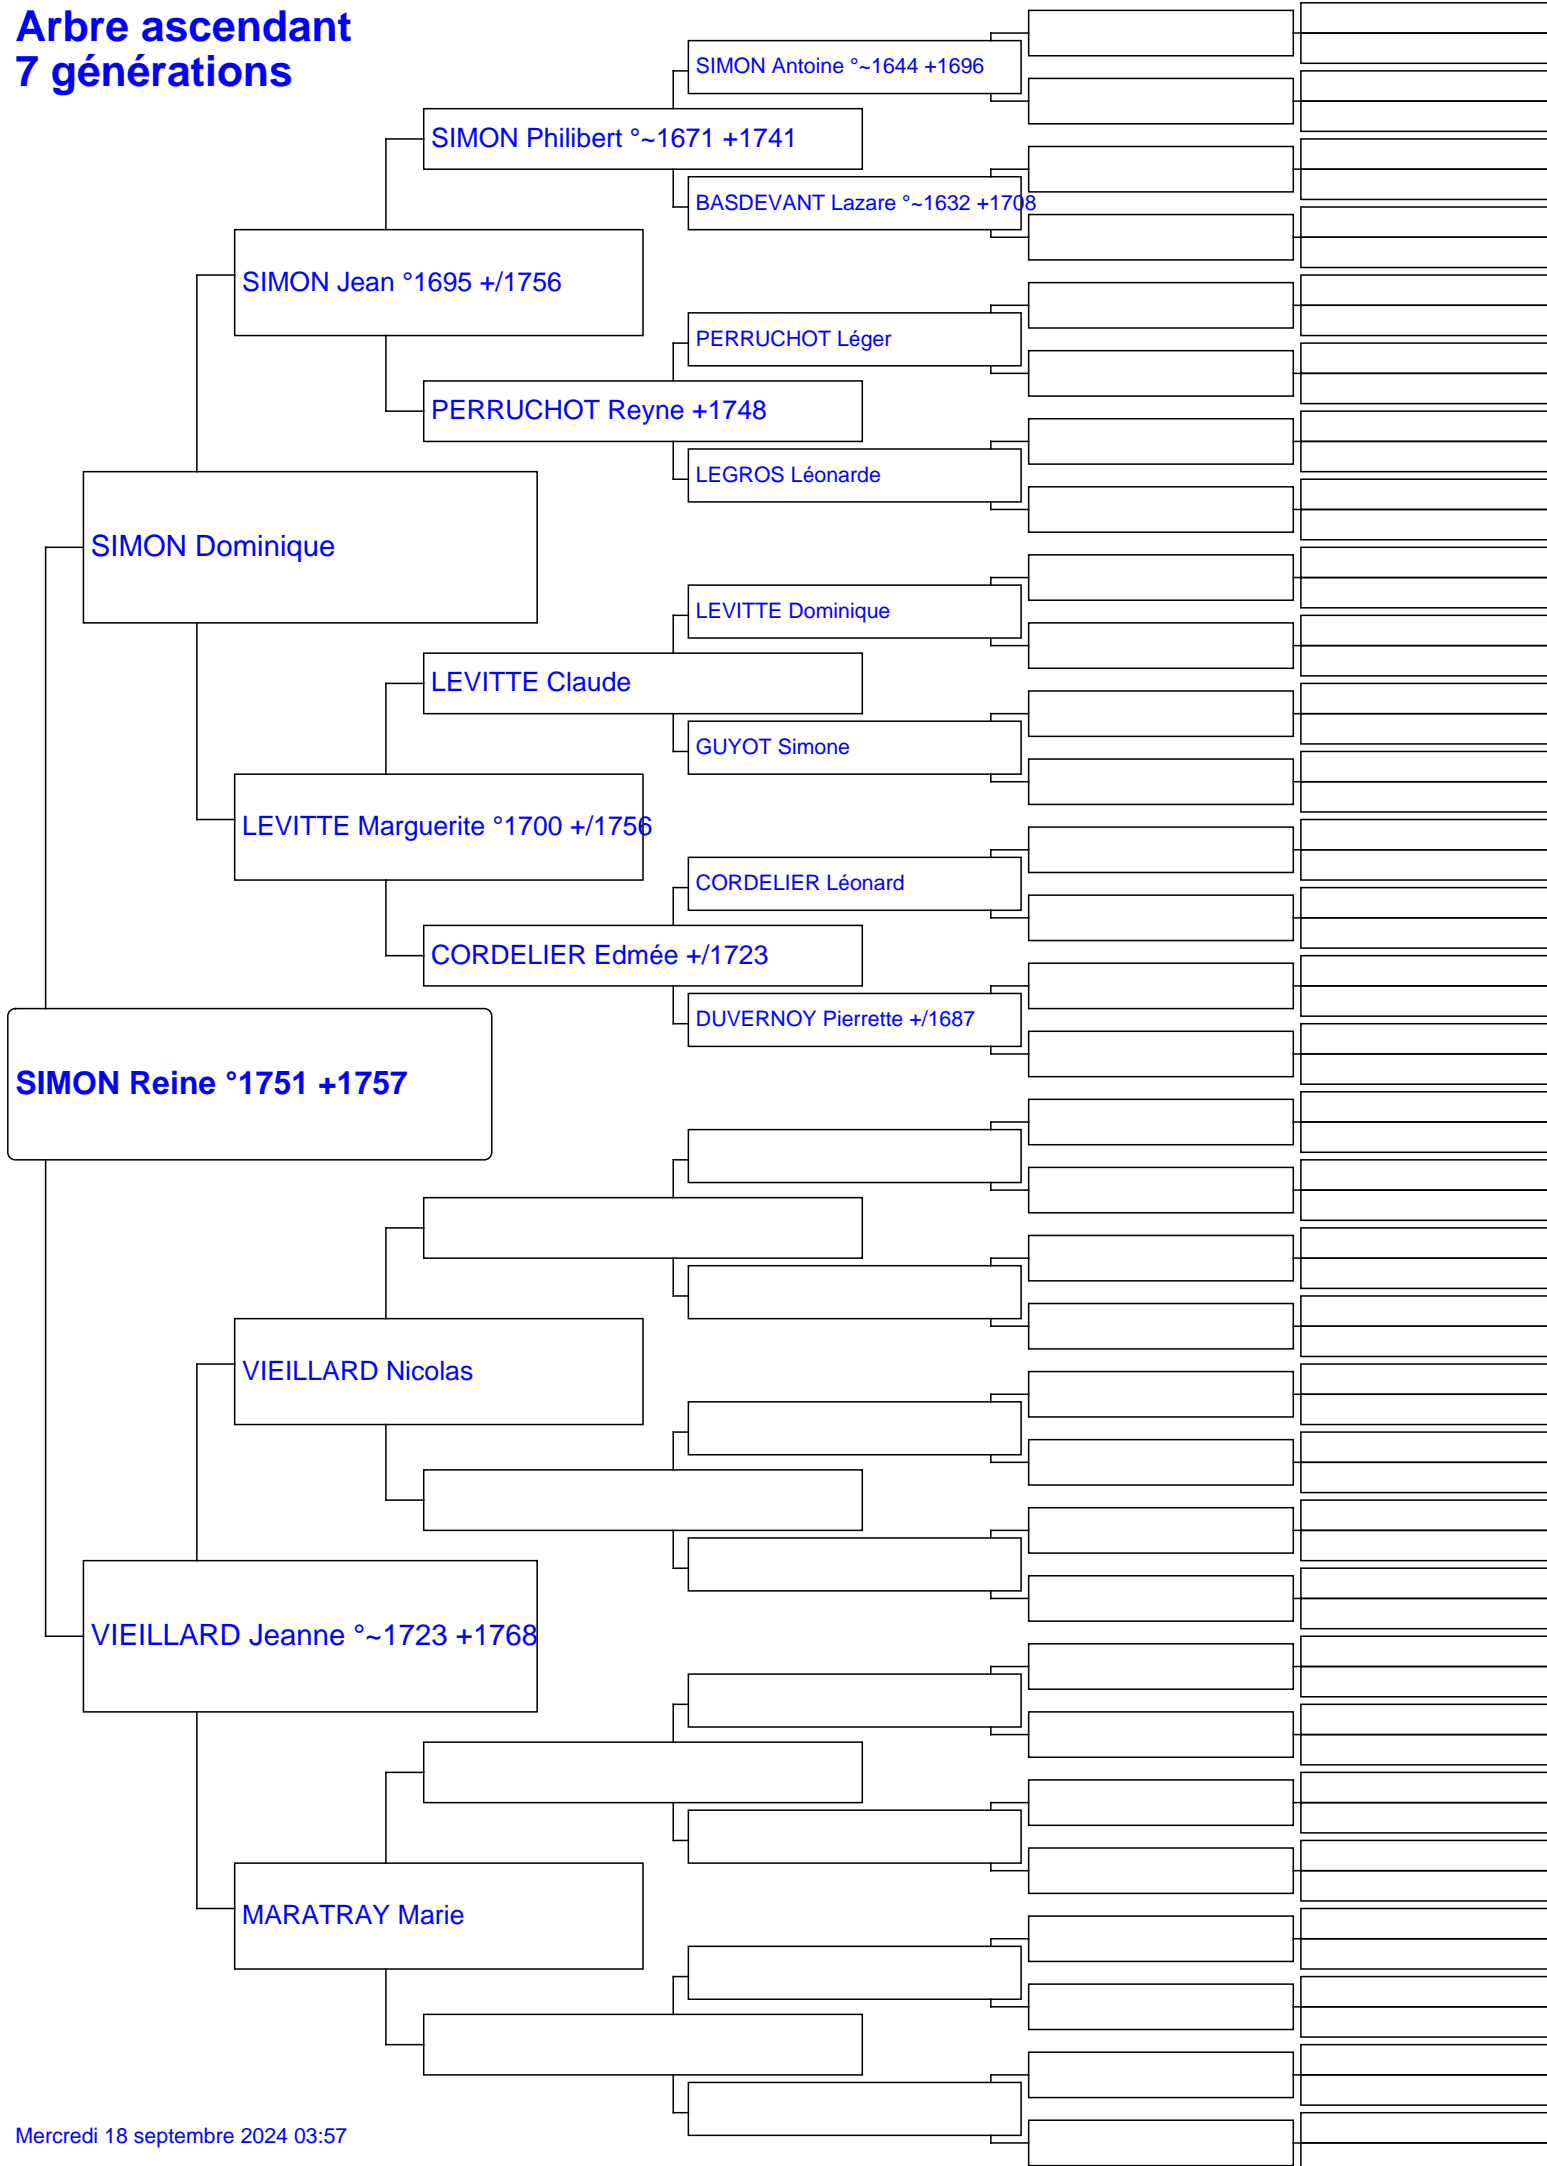 Arbre ascendant
7 générations
SIMON Antoine °~1644 +1696
SIMON Philibert °~1671 +1741
BASDEVANT Lazare °~1632 +1708
SIMON Jean °1695 +/1756
PERRUCHOT Léger
PERRUCHOT Reyne +1748
LEGROS Léonarde
SIMON Dominique
LEVITTE Dominique
LEVITTE Claude
GUYOT Simone
LEVITTE Marguerite °1700 +/1756
CORDELIER Léonard
CORDELIER Edmée +/1723
DUVERNOY Pierrette +/1687
SIMON Reine °1751 +1757
VIEILLARD Nicolas
VIEILLARD Jeanne °~1723 +1768
MARATRAY Marie
Mercredi 18 septembre 2024 03:57